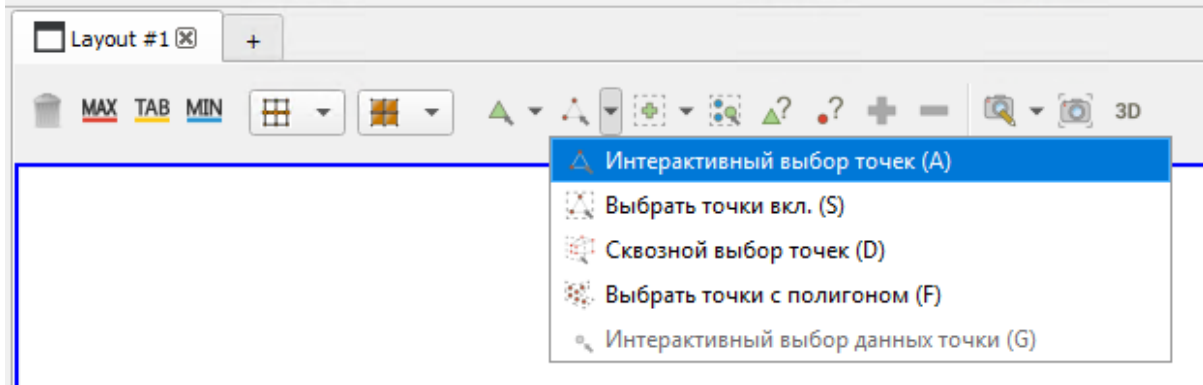 Layout #1
+
MAX TAB MIN ? ? 3D
Интерактивный выбор точек (A)
Выбрать точки вкл. (S)
Сквозной выбор точек (D)
Выбрать точки с полигоном (F)
Интерактивный выбор данных точки (G)